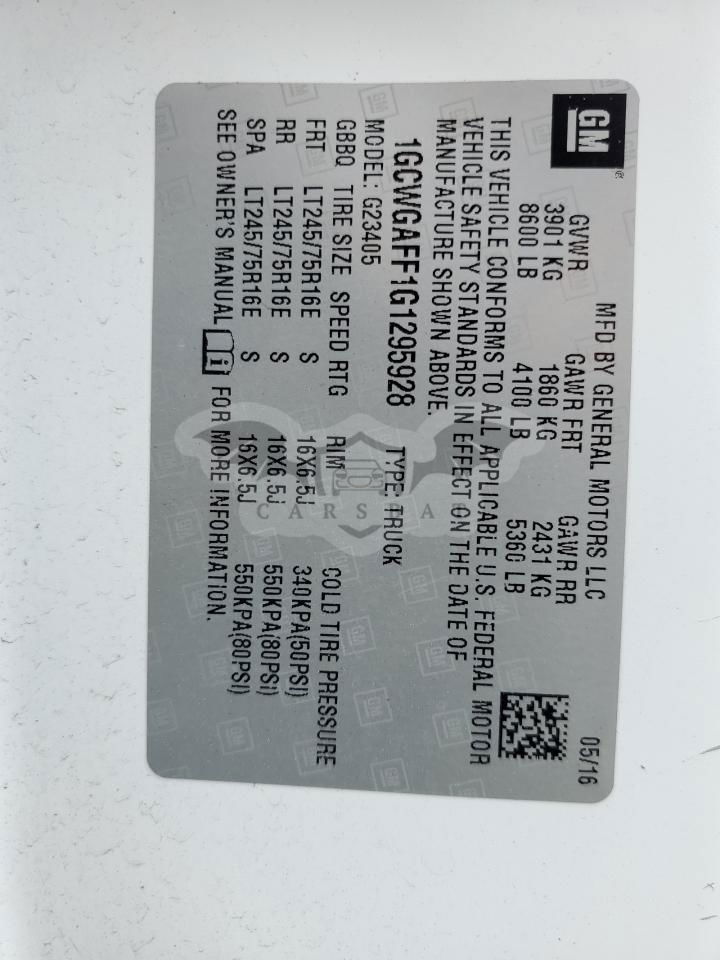 GM®
MFD BY GENERAL MOTORS LLC 05/16
GVWR GAWR FRT GAWR RR
3901 KG 1860 KG 2431 KG
8600 LB 4100 LB 5360 LB
THIS VEHICLE CONFORMS TO ALL APPLICABLE U.S. FEDERAL MOTOR
VEHICLE SAFETY STANDARDS IN EFFECT ON THE DATE OF
MANUFACTURE SHOWN ABOVE.
1GCWGAFF1G1295928 TYPE: TRUCK
MODEL: G23405
GBBQ TIRE SIZE SPEED RTG RIM COLD TIRE PRESSURE
FRT LT245/75R16E S 16X6.5J 340KPA(50PSI)
RR LT245/75R16E S 16X6.5J 550KPA(80PSI)
SPA LT245/75R16E S 16X6.5J 550KPA(80PSI)
SEE OWNER'S MANUAL i FOR MORE INFORMATION.